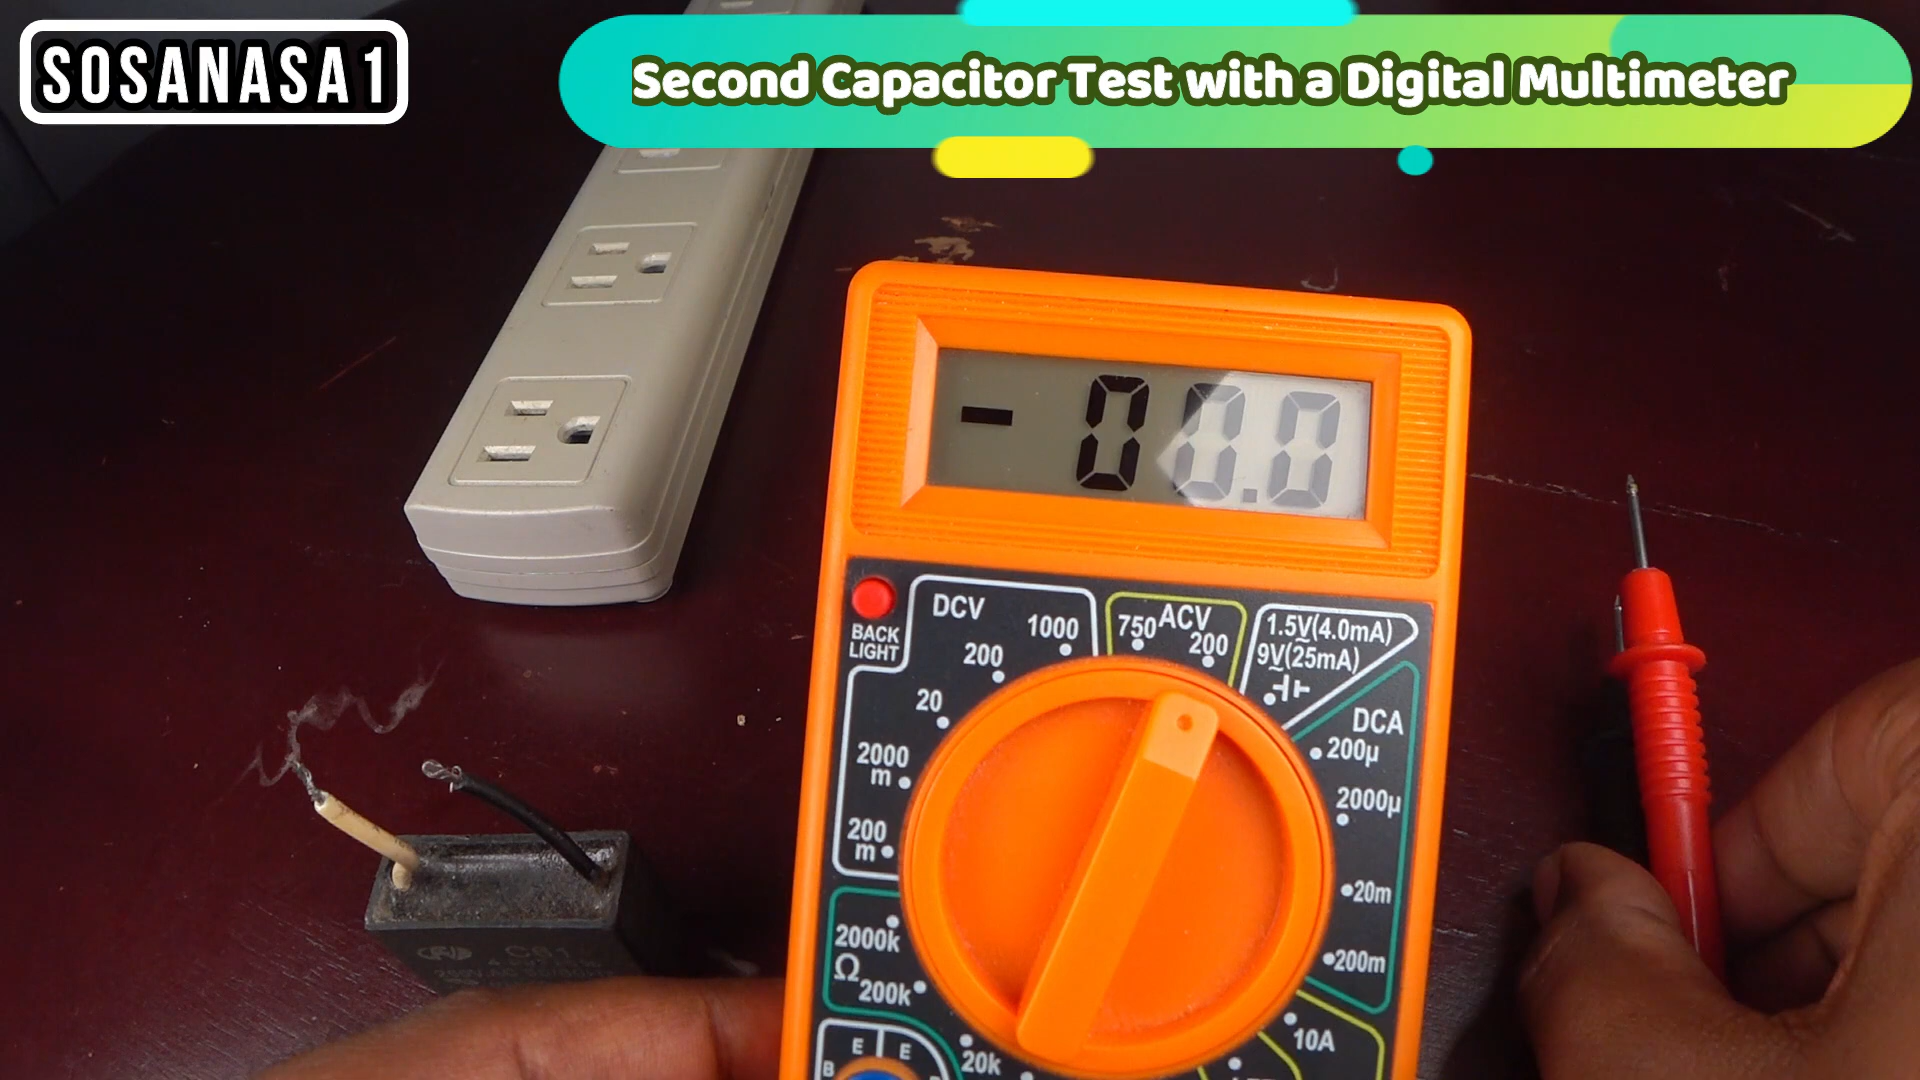 SOSANASA1
Second Capacitor Test with a Digital Multimeter
- 00.0
BACK
LIGHT
DCV
1000
200
20
2000
m
200
m
750 ACV
200
1.5V(4.0mA)
9V(25mA)
DCA
200µ
2000µ
20m
200m
10A
2000k
Ω
200k
20k
E E
B
CBB61